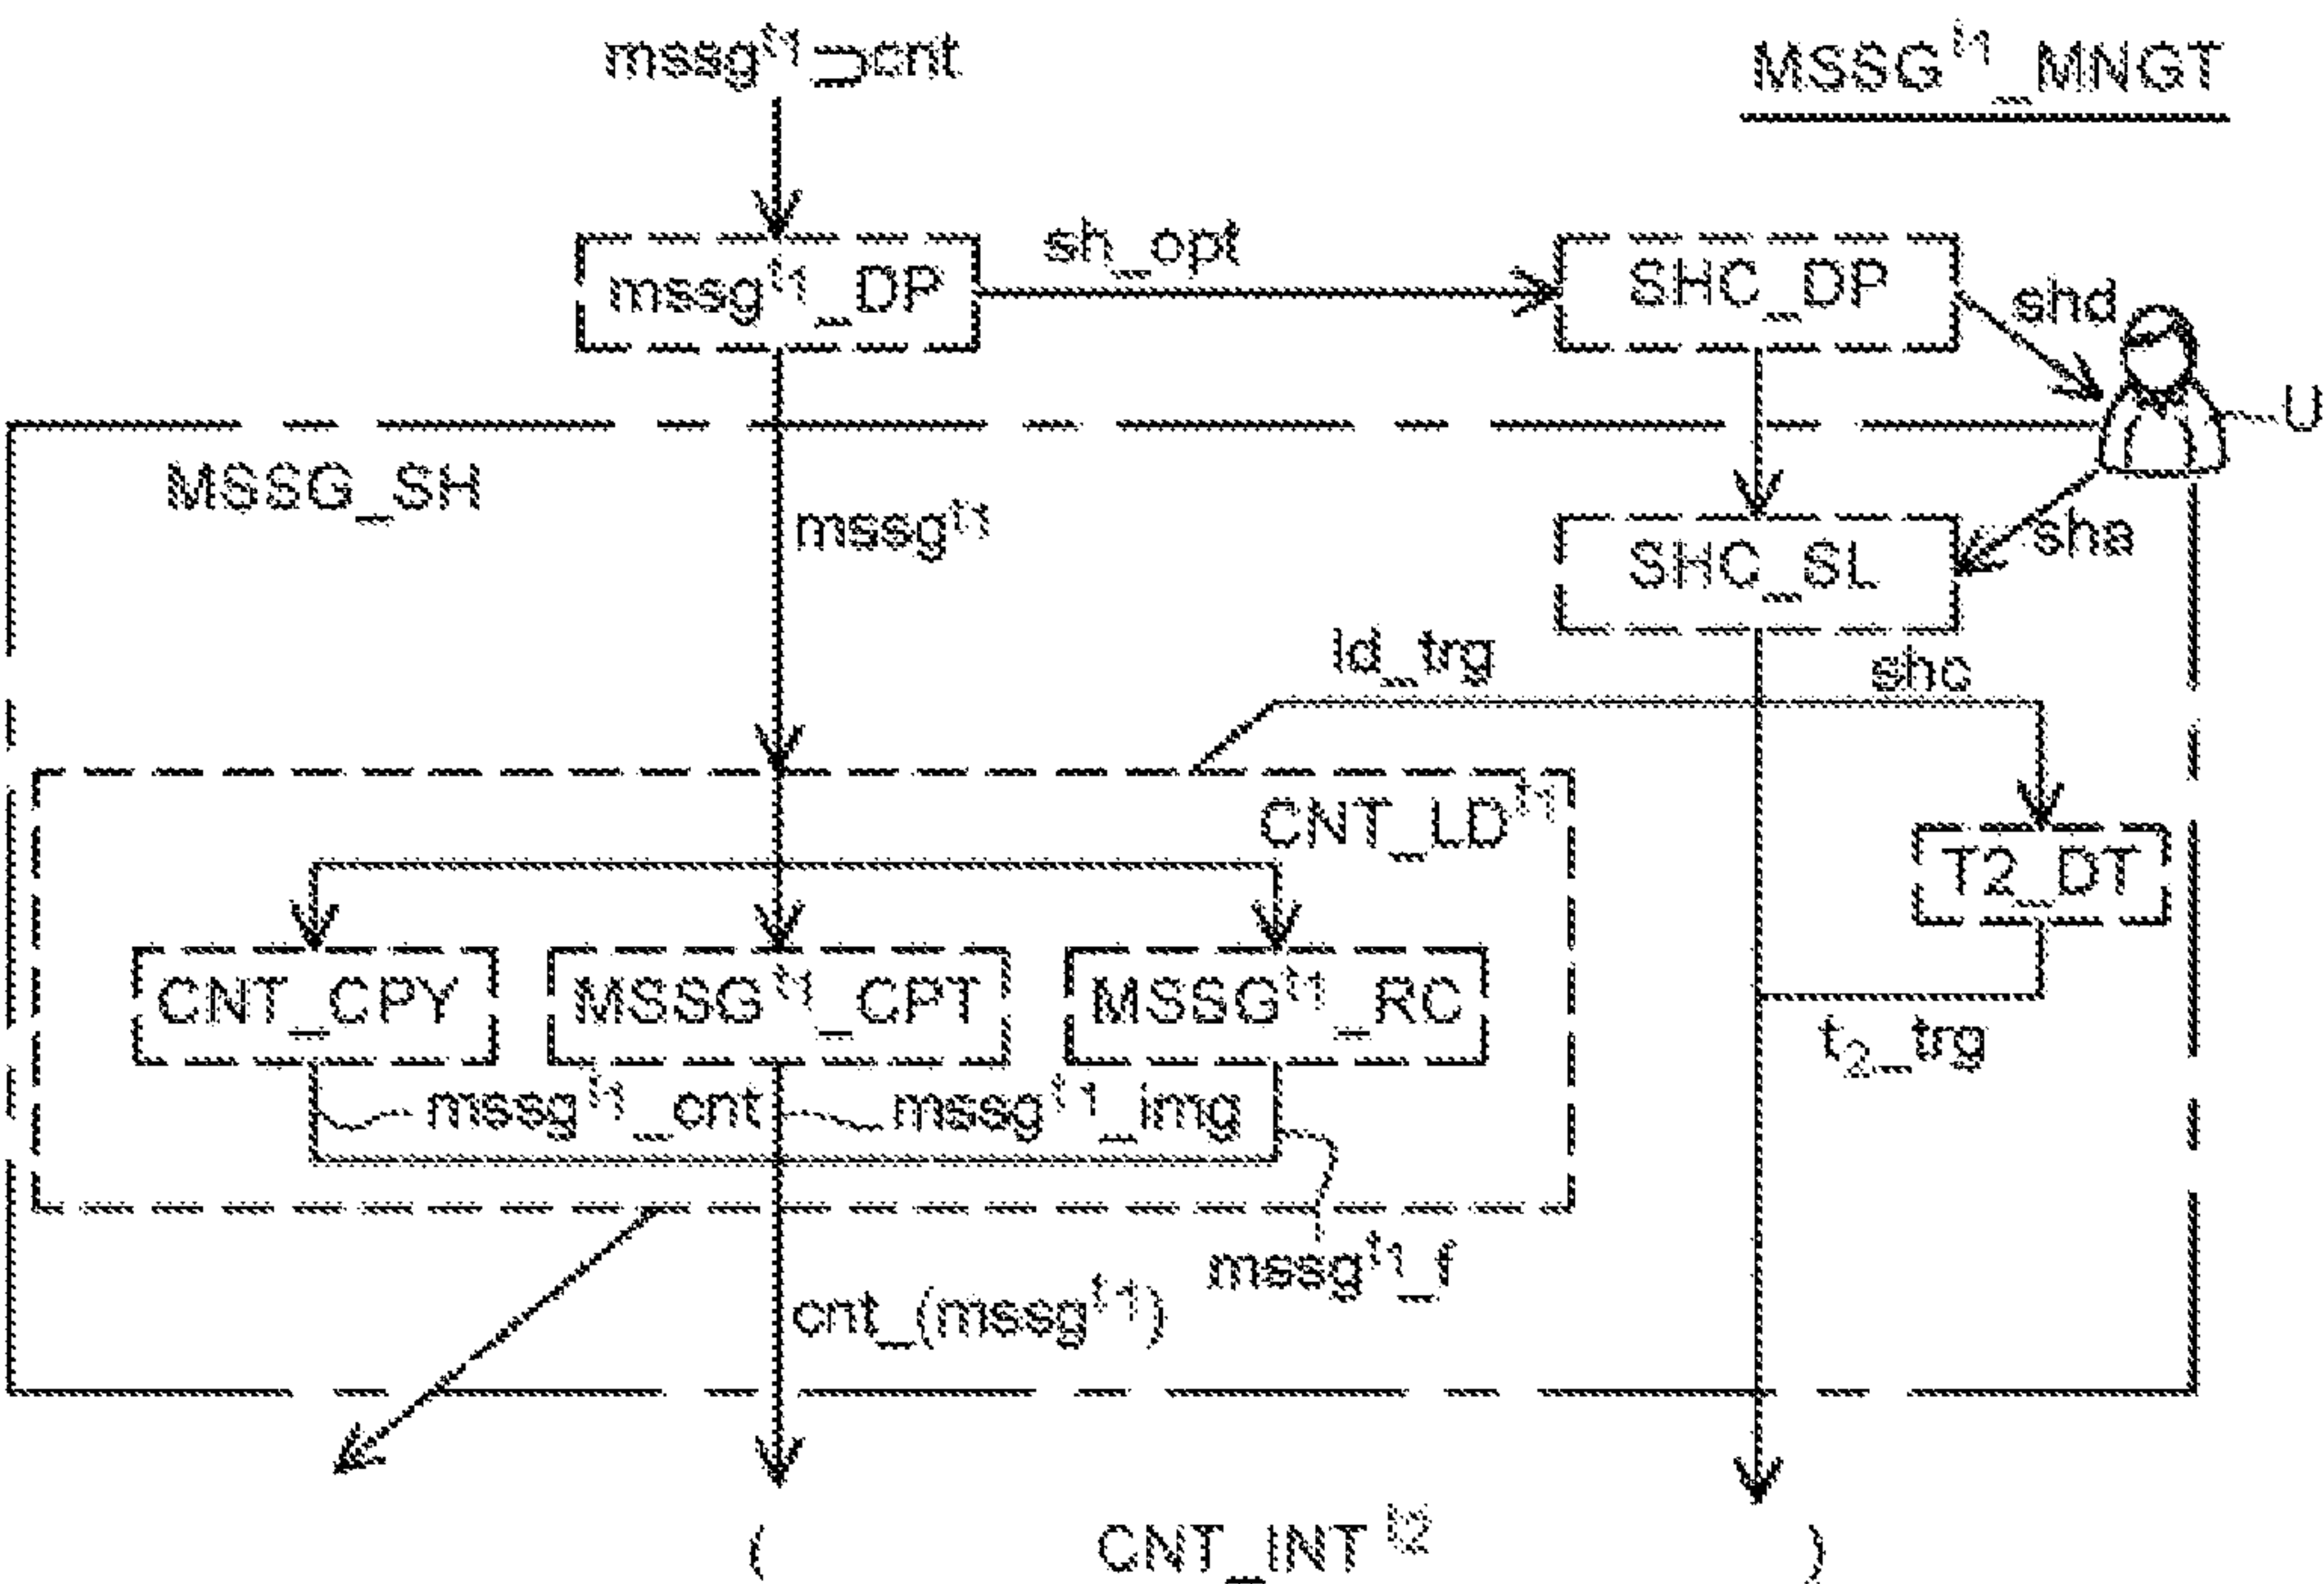 mssg^t1 ⊃ cnt
MSSG^t1_MNGT
mssg^t1_DP
sh_opt
SHC_DP
shd
U
MSSG_SH
mssg^t1
SHC_SL
sha
ld_trg
shc
CNT_LD^t1
T2_DT
CNT_CPY
MSSG^t1_CPT
MSSG^t1_RC
t2_trg
mssg^t1_cnt
mssg^t1_img
mssg^t1_f
cnt_(mssg^t1)
( CNT_INT^t2 )